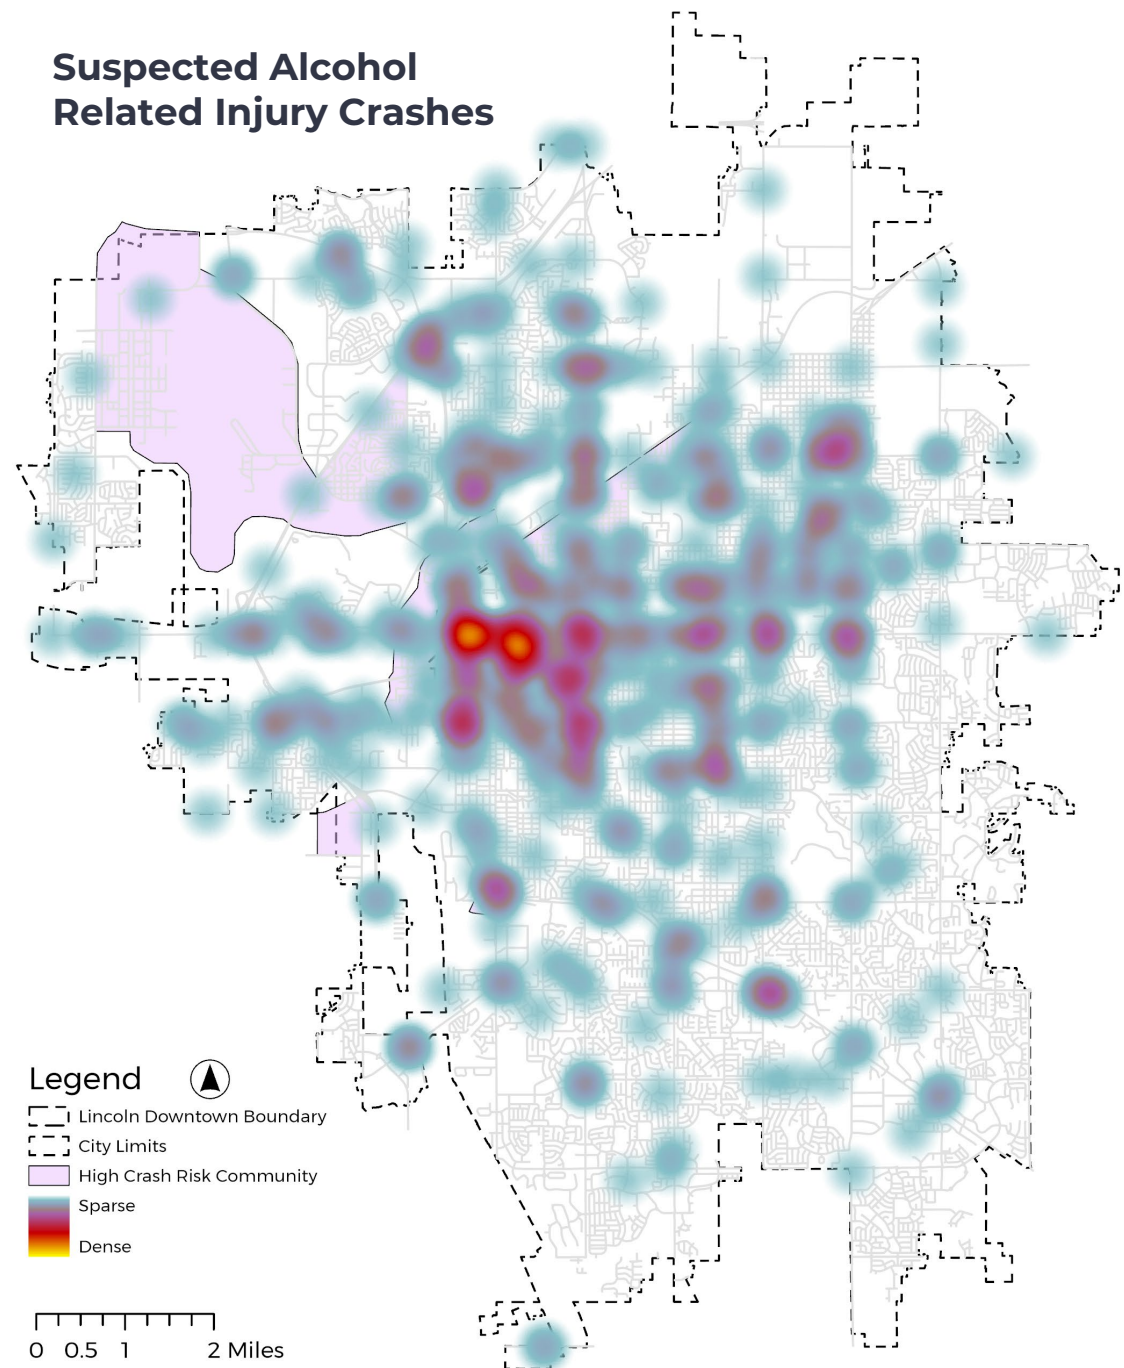 Suspected Alcohol
Related Injury Crashes
Legend
Lincoln Downtown Boundary
City Limits
High Crash Risk Community
Sparse
Dense
0 0.5 1 2 Miles